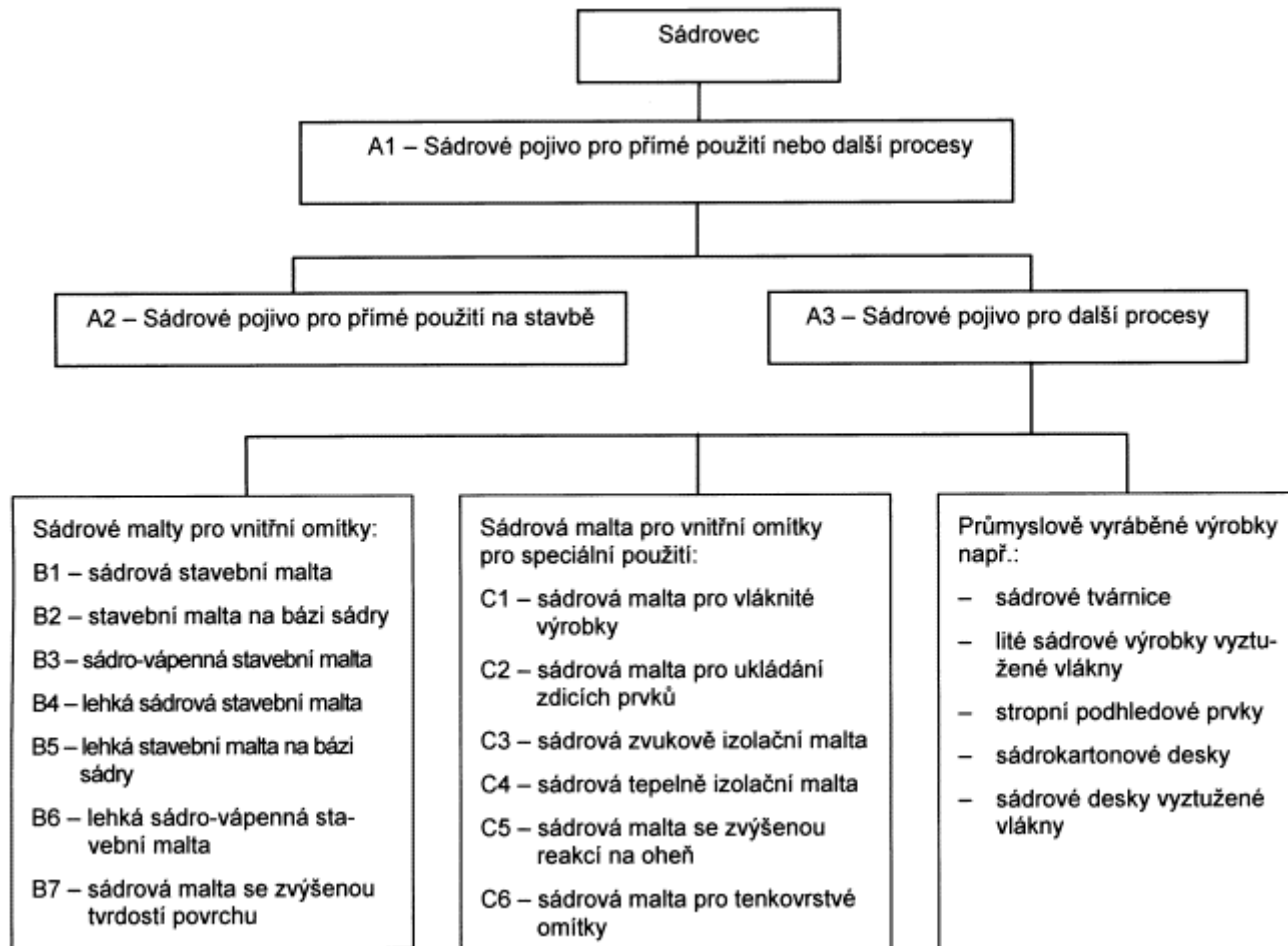 Sádrovec
A1 – Sádrové pojivo pro přímé použití nebo další procesy
A2 – Sádrové pojivo pro přímé použití na stavbě
A3 – Sádrové pojivo pro další procesy
Sádrové malty pro vnitřní omítky:
B1 – sádrová stavební malta
B2 – stavební malta na bázi sádry
B3 – sádro-vápenná stavební malta
B4 – lehká sádrová stavební malta
B5 – lehká stavební malta na bázi
sádry
B6 – lehká sádro-vápenná sta-
vební malta
B7 – sádrová malta se zvýšenou
tvrdostí povrchu
Sádrová malta pro vnitřní omítky
pro speciální použití:
C1 – sádrová malta pro vláknité
výrobky
C2 – sádrová malta pro ukládání
zdicích prvků
C3 – sádrová zvukově izolační malta
C4 – sádrová tepelně izolační malta
C5 – sádrová malta se zvýšenou
reakcí na oheň
C6 – sádrová malta pro tenkovrstvé
omítky
Průmyslově vyráběné výrobky
např.:
– sádrové tvárnice
– lité sádrové výrobky vyztu-
žené vlákny
– stropní podhledové prvky
– sádrokartonové desky
– sádrové desky vyztužené
vlákny